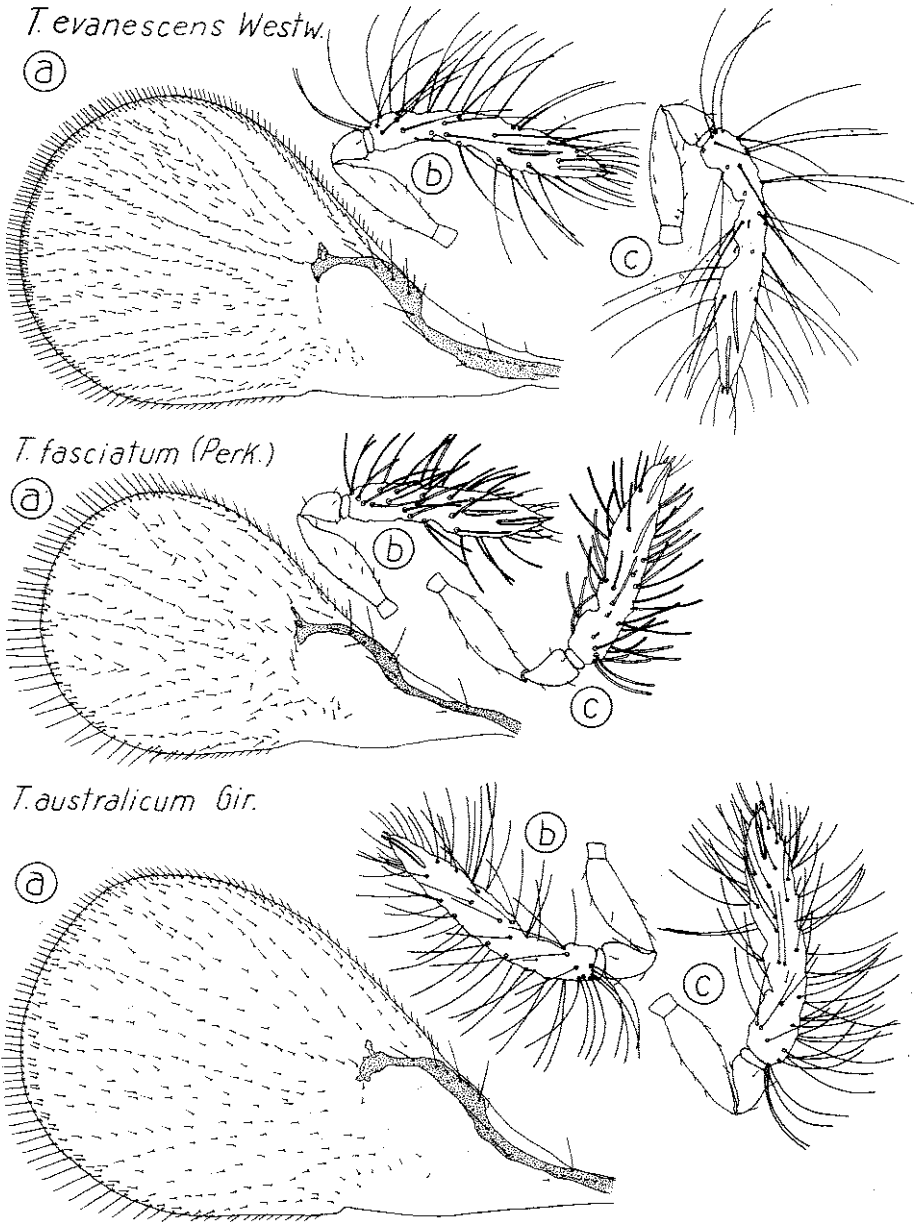 T. evanescens Westw.
a
b
c
T. fasciatum (Perk.)
a
b
c
T. australicum Gir.
a
b
c